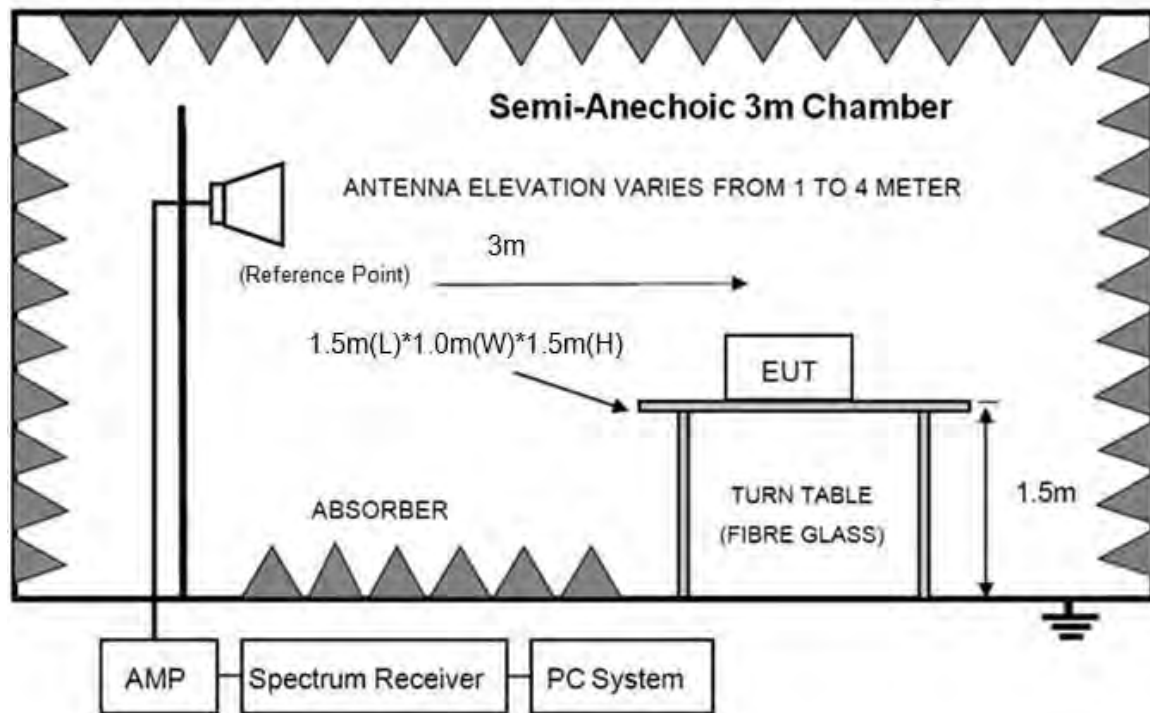 Semi-Anechoic 3m Chamber
ANTENNA ELEVATION VARIES FROM 1 TO 4 METER
3m
(Reference Point)
1.5m(L)*1.0m(W)*1.5m(H)
EUT
1.5m
TURN TABLE
(FIBRE GLASS)
ABSORBER
AMP
Spectrum Receiver
PC System